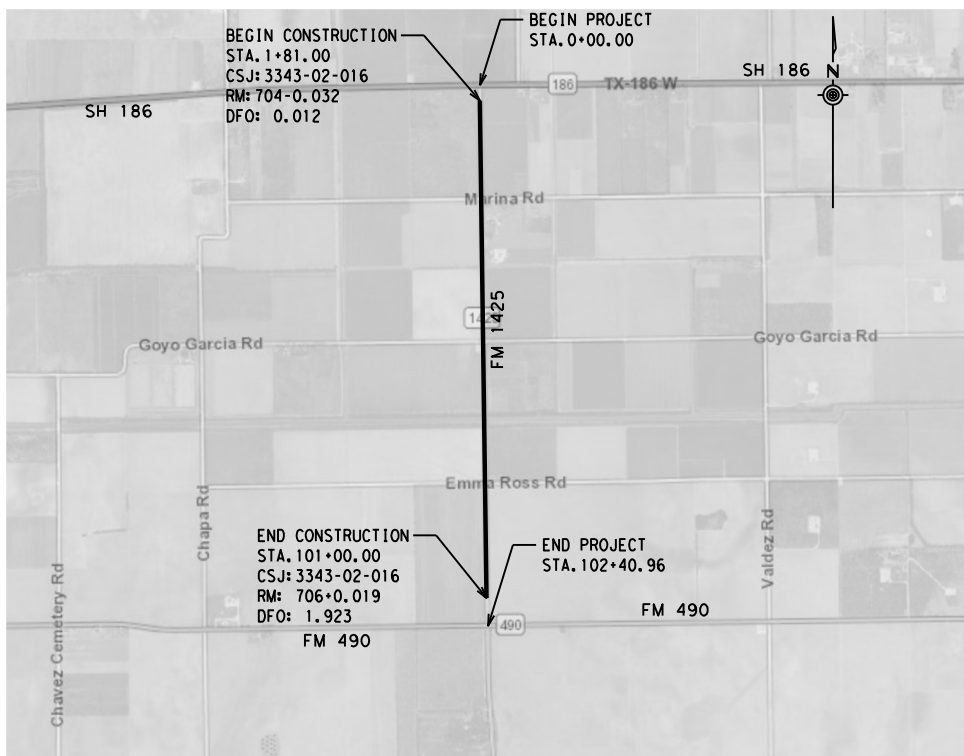 BEGIN PROJECT
STA.0+00.00
BEGIN CONSTRUCTION
STA.1+81.00
CSJ:3343-02-016
RM:704-0.032
DFO: 0.012
SH 186
186
TX-186 W
SH 186
N
Marina Rd
FM 1425
Goyo Garcia Rd
Goyo Garcia Rd
Emma Ross Rd
Chapa Rd
Valdez Rd
Chavez Cemetery Rd
END CONSTRUCTION
STA.101+00.00
CSJ:3343-02-016
RM: 706+0.019
DFO: 1.923
END PROJECT
STA.102+40.96
FM 490
490
FM 490